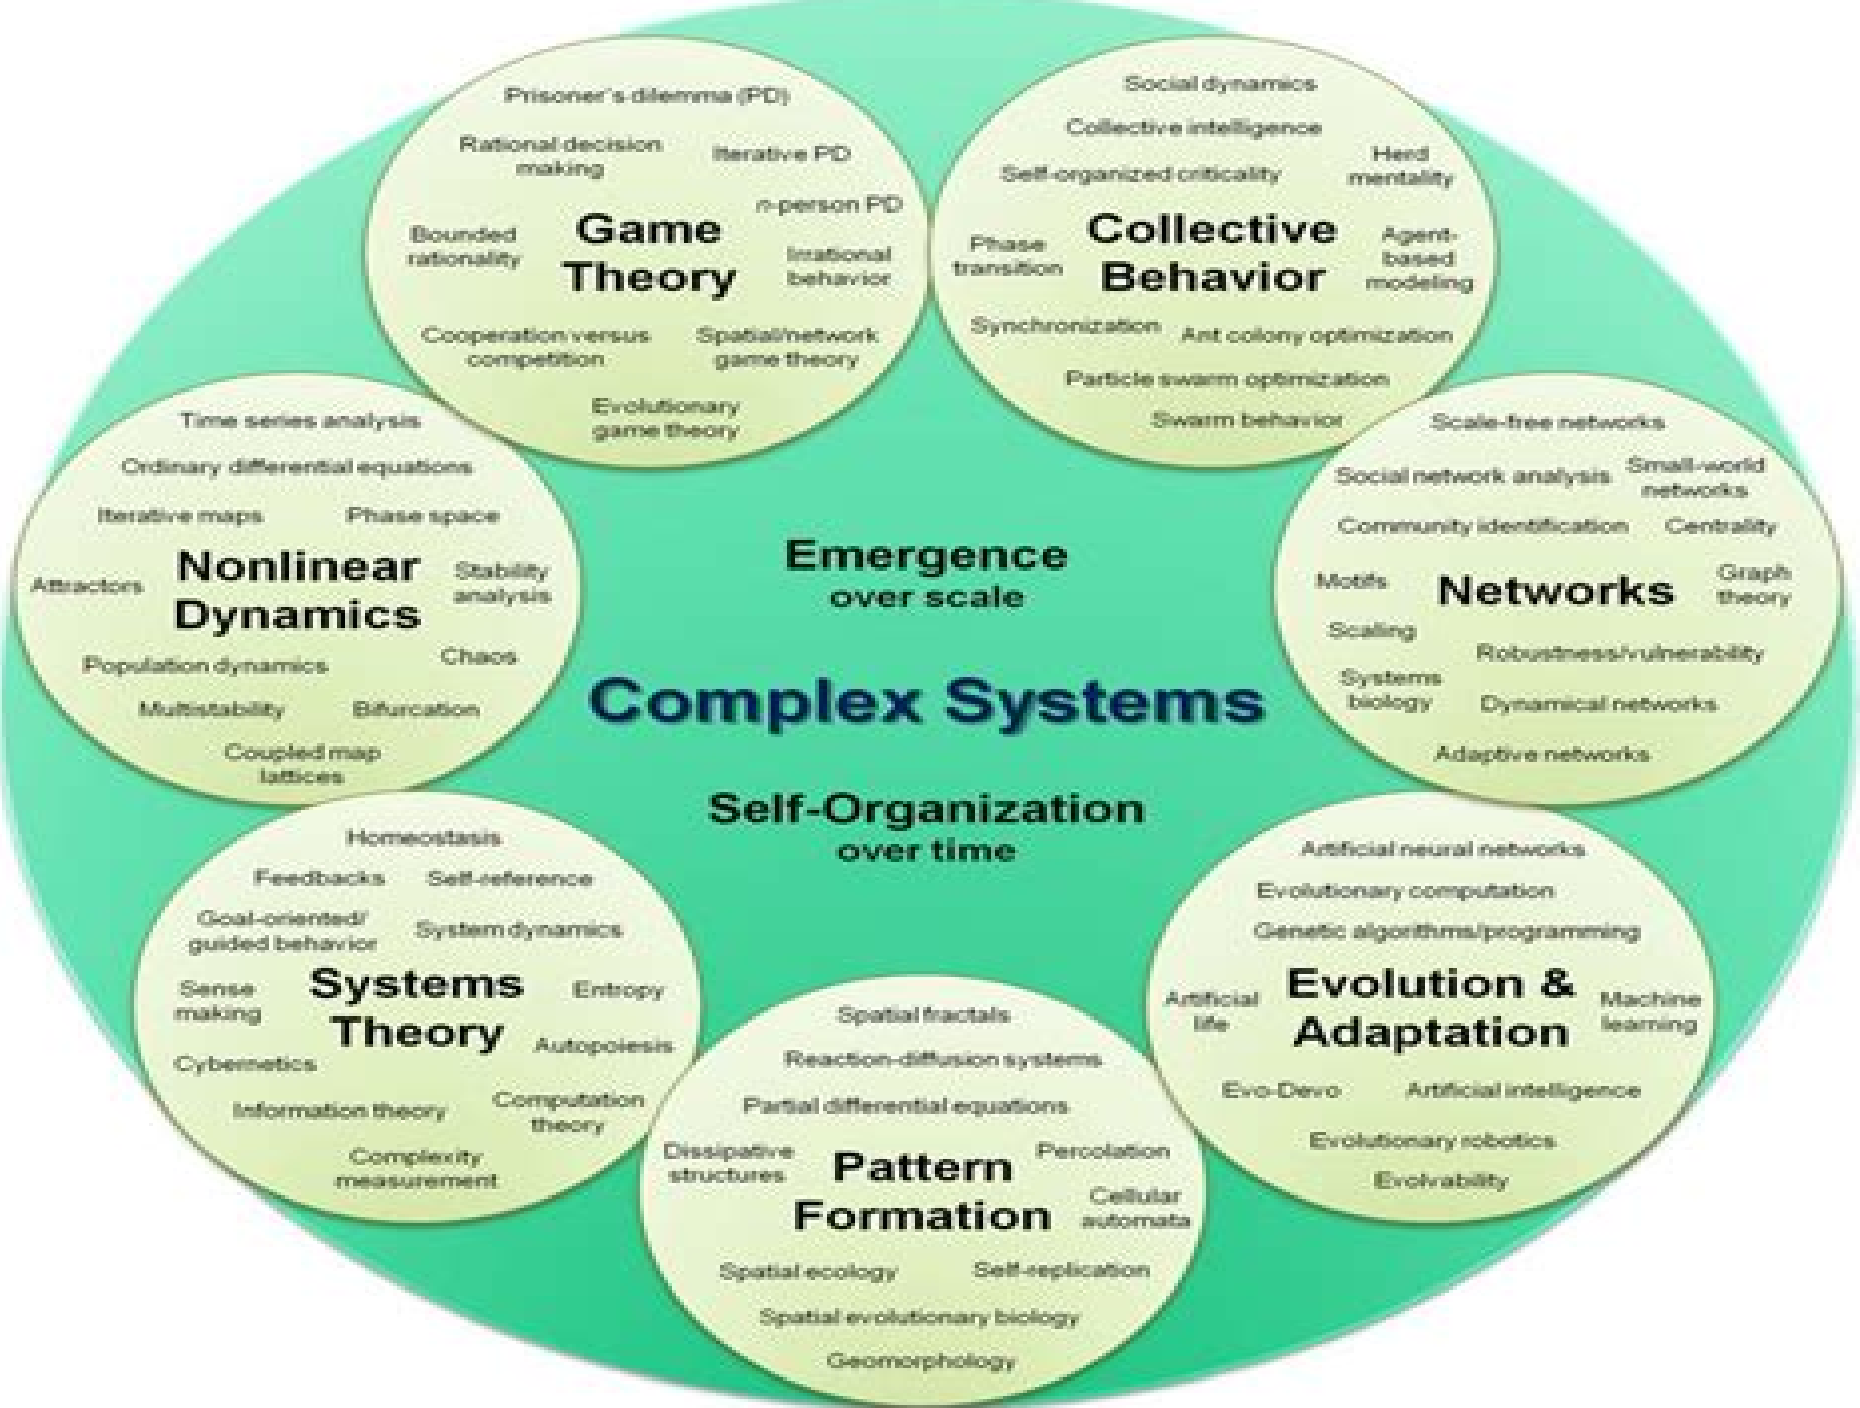 Prisoner's dilemma (PD)
Rational decision
making
Iterative PD
n-person PD
Bounded
rationality
Game
Theory
Irrational
behavior
Cooperation versus
competition
Spatial/network
game theory
Evolutionary
game theory
Social dynamics
Collective intelligence
Self-organized criticality
Herd
mentality
Phase
transition
Collective
Behavior
Agent-
based
modeling
Synchronization
Ant colony optimization
Particle swarm optimization
Swarm behavior
Time series analysis
Ordinary differential equations
Iterative maps
Phase space
Attractors
Nonlinear
Dynamics
Stability
analysis
Population dynamics
Chaos
Multistability
Bifurcation
Coupled map
lattices
Emergence
over scale
Complex Systems
Self-Organization
over time
Scale-free networks
Social network analysis
Small-world
networks
Community identification
Centrality
Motifs
Networks
Graph
theory
Scaling
Robustness/vulnerability
Systems
biology
Dynamical networks
Adaptive networks
Homeostasis
Feedbacks
Self-reference
Goal-oriented/
guided behavior
System dynamics
Sense
making
Systems
Theory
Entropy
Autopoiesis
Cybernetics
Information theory
Computation
theory
Complexity
measurement
Spatial fractals
Reaction-diffusion systems
Partial differential equations
Dissipative
structures
Pattern
Formation
Percolation
Cellular
automata
Spatial ecology
Self-replication
Spatial evolutionary biology
Geomorphology
Artificial neural networks
Evolutionary computation
Genetic algorithms/programming
Artificial
life
Evolution &
Adaptation
Machine
learning
Evo-Devo
Artificial intelligence
Evolutionary robotics
Evolvability